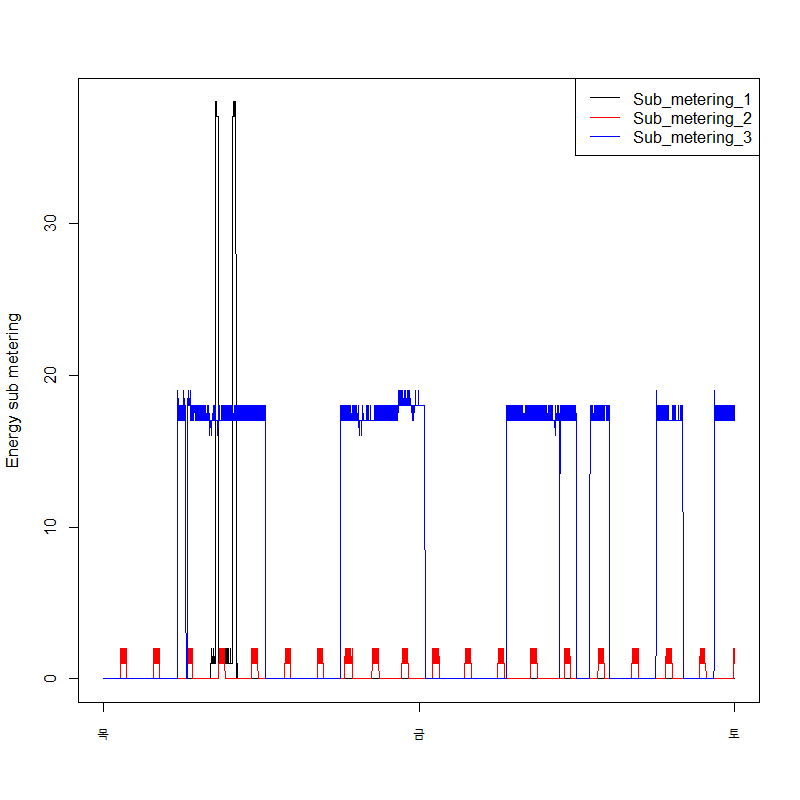 Sub_metering_1
Sub_metering_2
Sub_metering_3
Energy sub metering
30
20
10
0
목 금 토